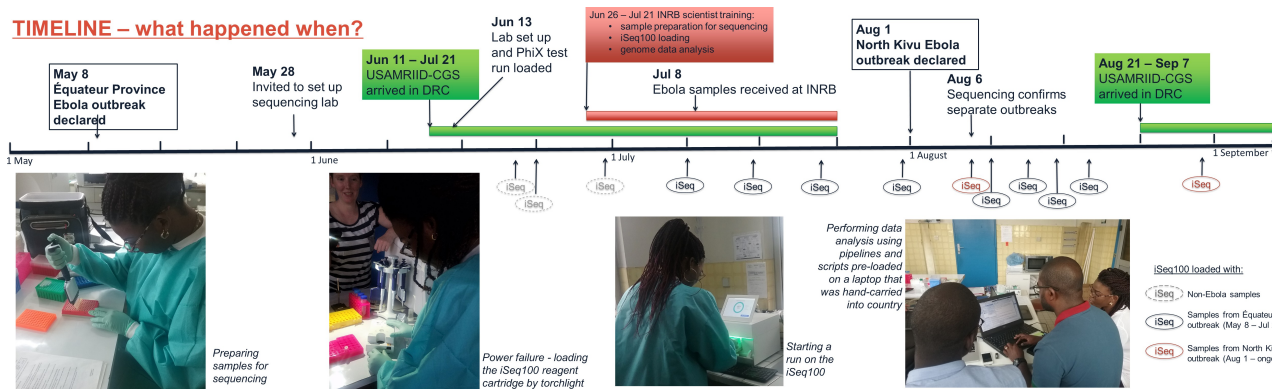 TIMELINE – what happened when?
May 8
Équateur Province
Ebola outbreak
declared
May 28
Invited to set up
sequencing lab
Jun 11 – Jul 21
USAMRIID-CGS
arrived in DRC
Jun 13
Lab set up
and PhiX test
run loaded
Jun 26 – Jul 21 INRB scientist training:
• sample preparation for sequencing
• iSeq100 loading
• genome data analysis
Jul 8
Ebola samples received at INRB
Aug 1
North Kivu Ebola
outbreak declared
Aug 6
Sequencing confirms
separate outbreaks
Aug 21 – Sep 7
USAMRIID-CGS
arrived in DRC
1 May
1 June
1 July
1 August
1 September
iSeq
iSeq
iSeq
iSeq
iSeq
iSeq
iSeq
iSeq
iSeq
iSeq
iSeq
iSeq
iSeq
Preparing
samples for
sequencing
Power failure - loading
the iSeq100 reagent
cartridge by torchlight
Starting a
run on the
iSeq100
Performing data
analysis using
pipelines and
scripts pre-loaded
on a laptop that
was hand-carried
into country
iSeq100 loaded with:
iSeq Non-Ebola samples
iSeq Samples from Équateu
outbreak (May 8 – Jul
iSeq Samples from North Ki
outbreak (Aug 1 – ongo